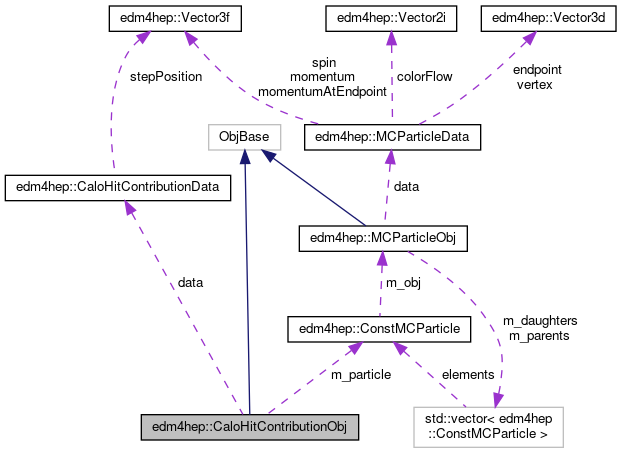 edm4hep::Vector3f
edm4hep::Vector2i
edm4hep::Vector3d
stepPosition
spin
momentum
momentumAtEndpoint
colorFlow
endpoint
vertex
ObjBase
edm4hep::MCParticleData
edm4hep::CaloHitContributionData
data
edm4hep::MCParticleObj
data
m_obj
m_daughters
m_parents
edm4hep::ConstMCParticle
m_particle
elements
edm4hep::CaloHitContributionObj
std::vector< edm4hep
::ConstMCParticle >